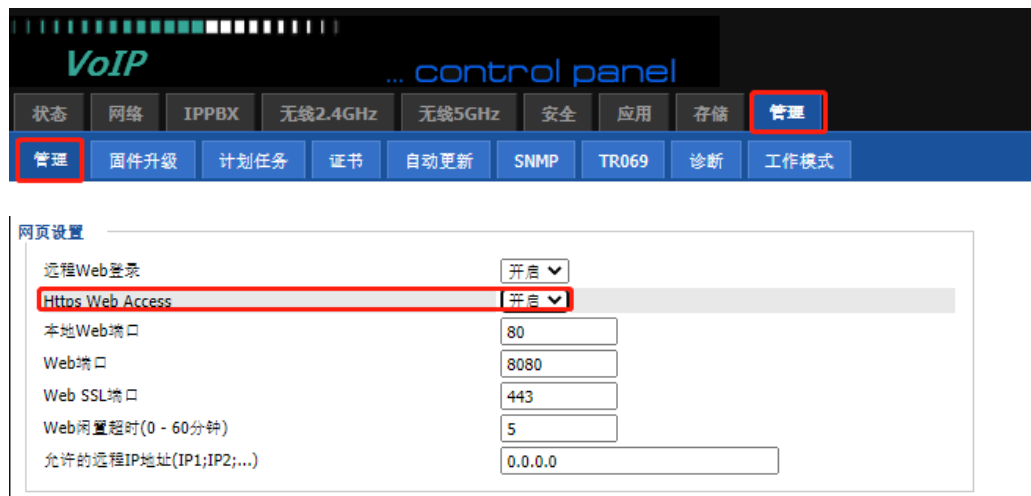 VoIP
... control panel
状态 网络 IPPBX 无线2.4GHz 无线5GHz 安全 应用 存储 管理
管理 固件升级 计划任务 证书 自动更新 SNMP TR069 诊断 工作模式
网页设置
远程Web登录 开启
Https Web Access 开启
本地Web端口 80
Web端口 8080
Web SSL端口 443
Web闲置超时(0 - 60分钟) 5
允许的远程IP地址(IP1;IP2;...) 0.0.0.0